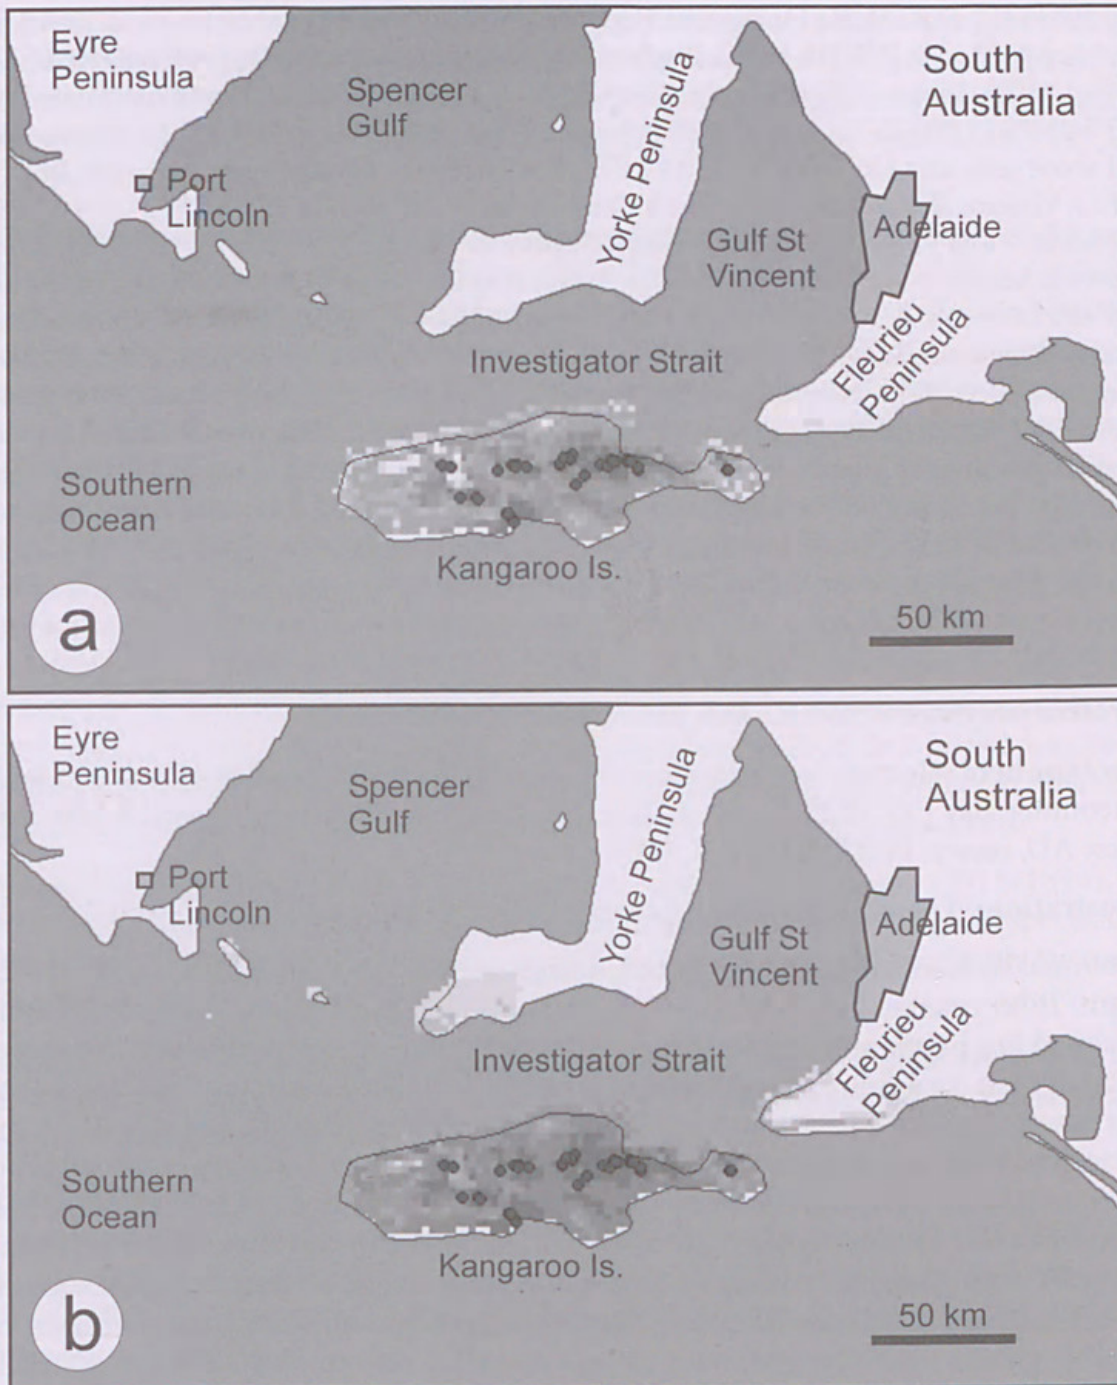 Eyre
Peninsula
Spencer
Gulf
Yorke Peninsula
South
Australia
Port
Lincoln
Gulf St
Vincent
Adelaide
Fleurieu
Peninsula
Investigator Strait
Southern
Ocean
Kangaroo Is.
a
50 km
Eyre
Peninsula
Spencer
Gulf
Yorke Peninsula
South
Australia
Port
Lincoln
Gulf St
Vincent
Adelaide
Fleurieu
Peninsula
Investigator Strait
Southern
Ocean
Kangaroo Is.
b
50 km